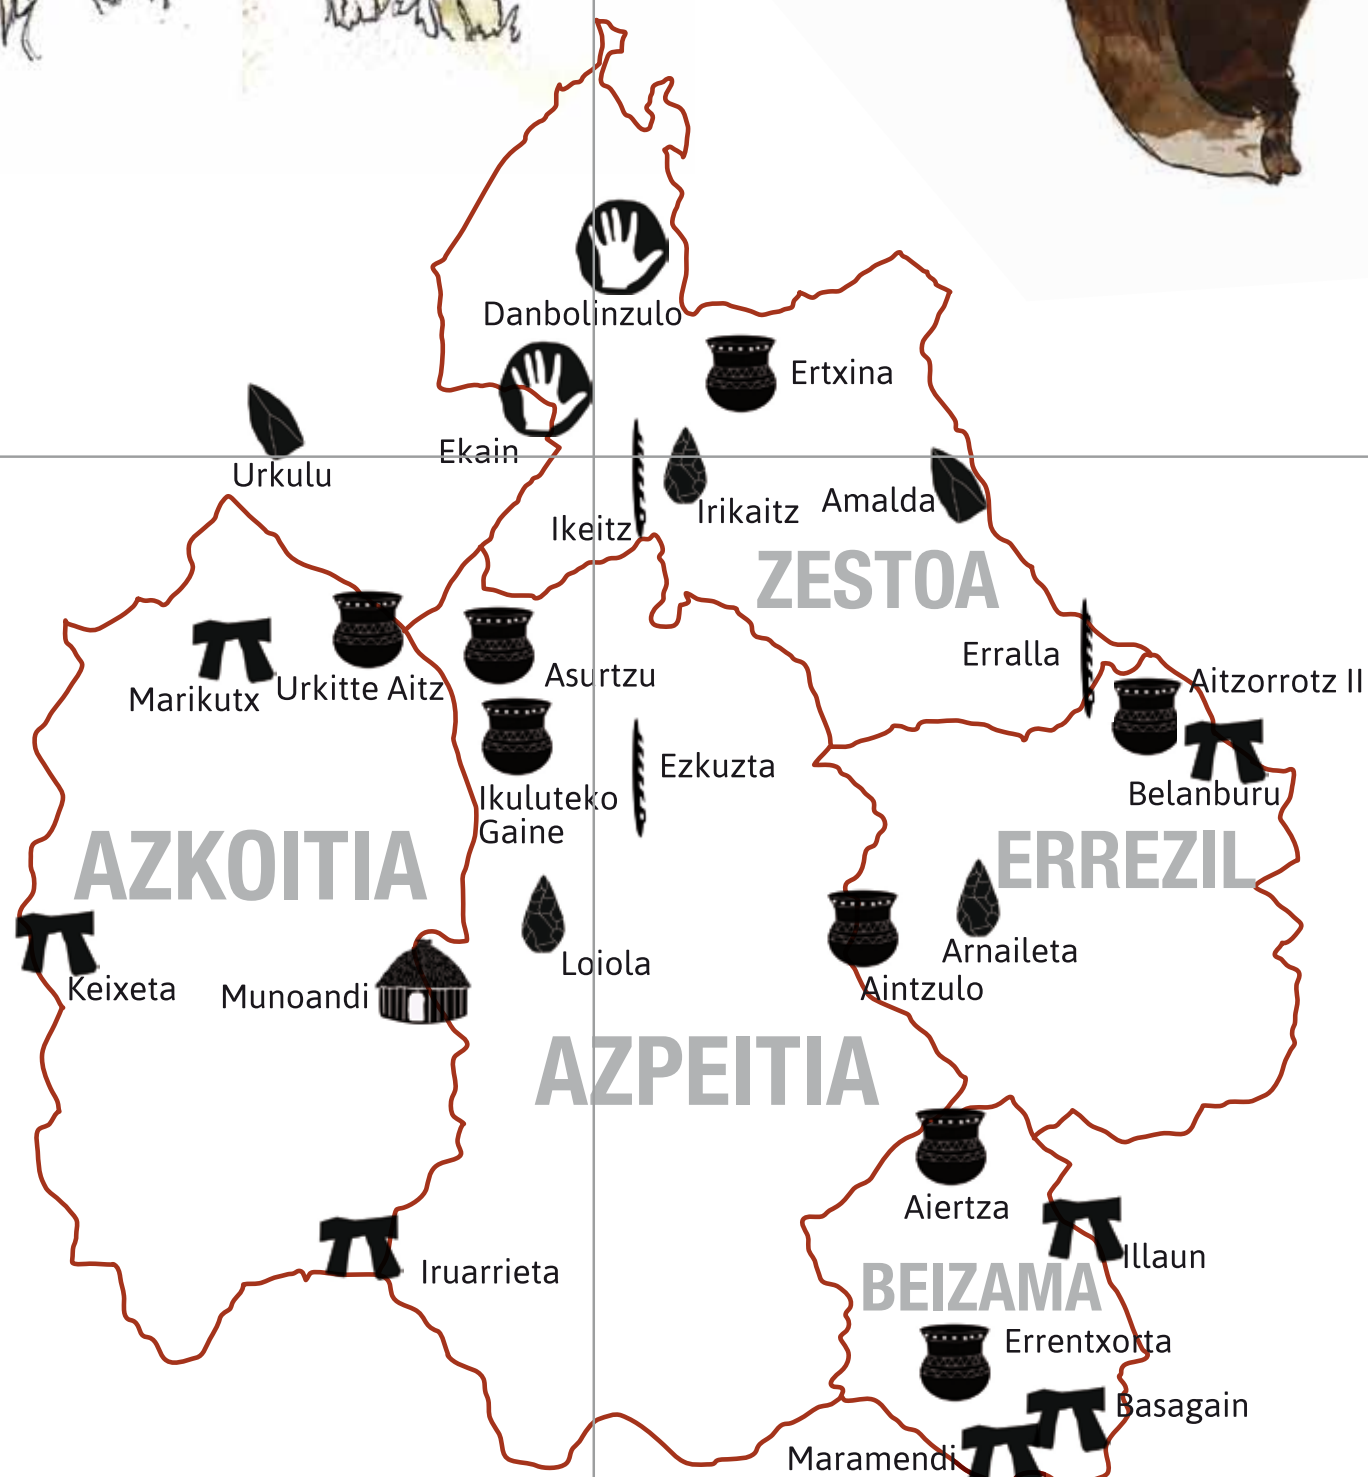 Danbolinzulo
Ertxina
Ekain
Urkulu
Ikeitz
Irikaitz
Amalda
ZESTOA
Erralla
Aitzorrotz II
Marikutx
Urkitte Aitz
Asurtzu
Ezkuzta
Belanburu
Ikuluteko
Gaine
AZKOITIA
ERREZIL
Loiola
Arnaileta
Keixeta
Munoandi
Aintzulo
AZPEITIA
Aiertza
Illaun
Iruarrieta
BEIZAMA
Errentxorta
Basagain
Maramendi